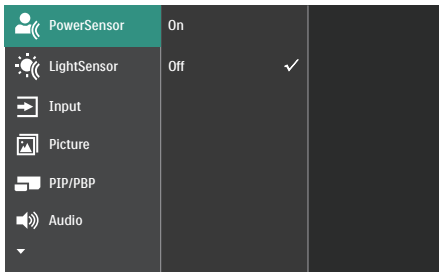 PowerSensor
On
LightSensor
Off
Input
Picture
PIP/PBP
Audio